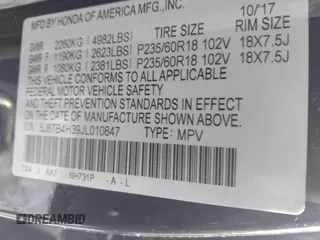 MFD BY HONDA OF AMERICA MFG., INC. 10/17
TIRE SIZE RIM SIZE
GVWR 2260KG (4982LBS)
GAWR F 1190KG (2623LBS) P235/60R18 102V 18X7.5J
GAWR R 1080KG (2381LBS) P235/60R18 102V 18X7.5J
THIS VEHICLE CONFORMS TO ALL APPLICABLE
FEDERAL MOTOR VEHICLE
SAFETY AND THEFT PREVENTION STANDARDS IN
EFFECT ON THE DATE OF MANUFACTURE SHOWN ABOVE.
5J8TB4H39JL010847 TYPE: MPV
AA7 NH731P - A - L
DREAMBID